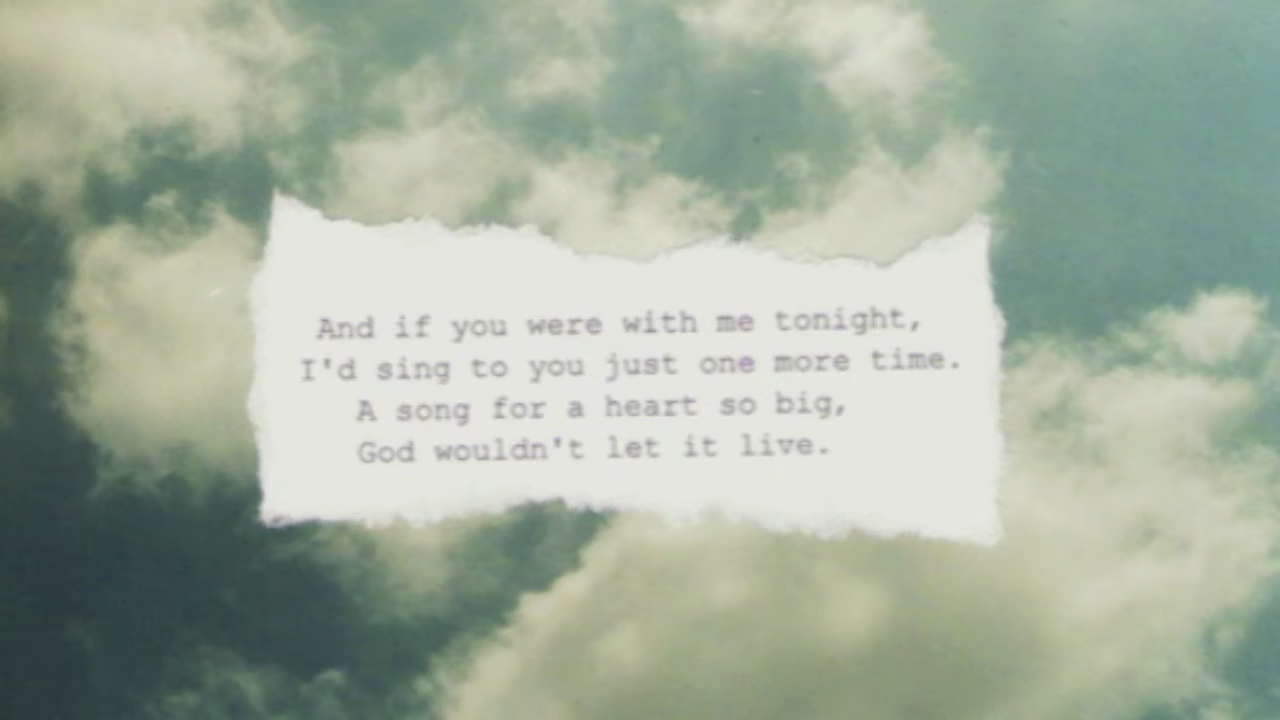 And if you were with me tonight,
I'd sing to you just one more time.
A song for a heart so big,
God wouldn't let it live.